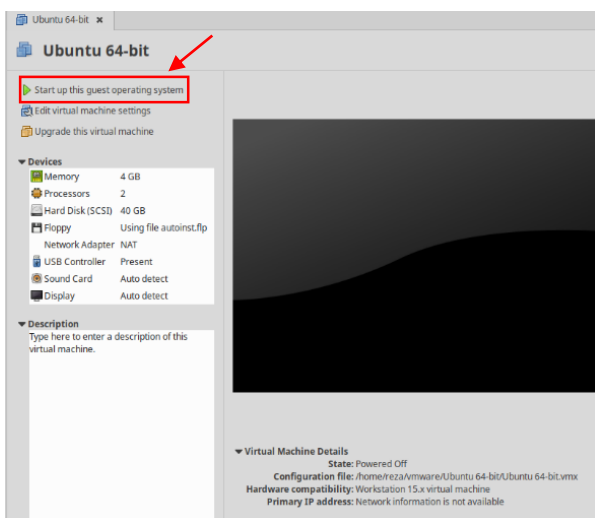 Ubuntu 64-bit ×
Ubuntu 64-bit
Start up this guest operating system
Edit virtual machine settings
Upgrade this virtual machine
Devices
Memory 4 GB
Processors 2
Hard Disk (SCSI) 40 GB
Floppy Using file autoinst.flp
Network Adapter NAT
USB Controller Present
Sound Card Auto detect
Display Auto detect
Description
Type here to enter a description of this
virtual machine.
Virtual Machine Details
State: Powered Off
Configuration file: /home/reza/vmware/Ubuntu 64-bit/Ubuntu 64-bit.vmx
Hardware compatibility: Workstation 15.x virtual machine
Primary IP address: Network information is not available